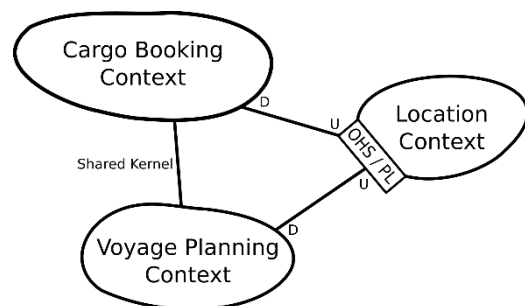 Cargo Booking
Context
D
U
Location
Context
OHS / PL
Shared Kernel
U
D
Voyage Planning
Context